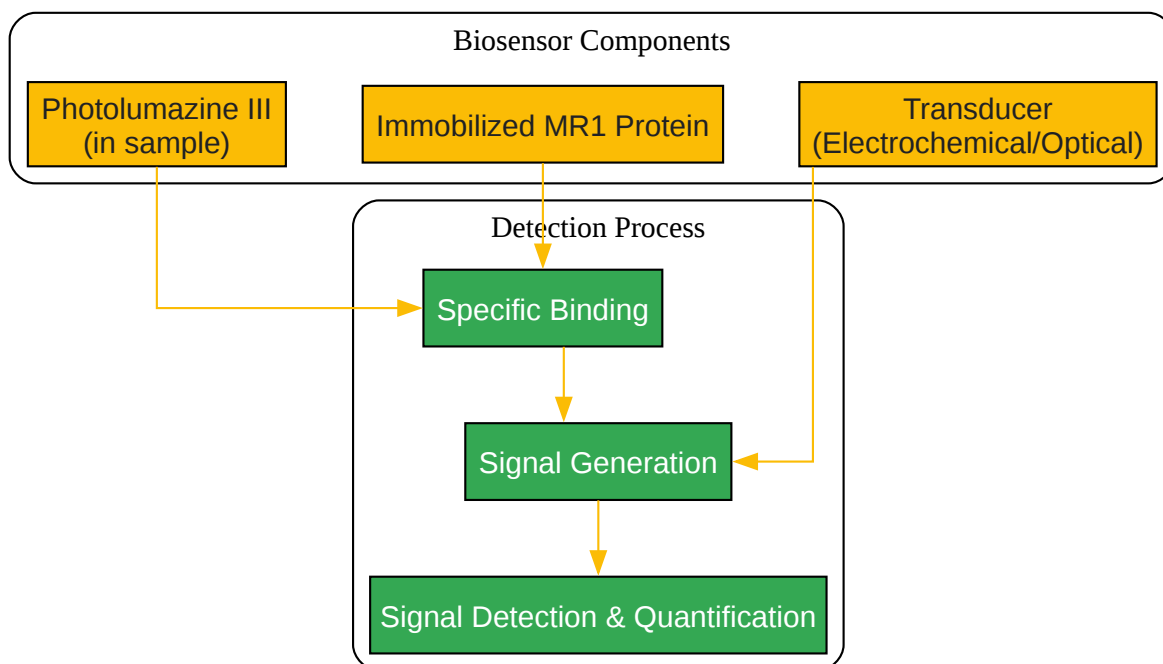 Biosensor Components
Photolumazine III
(in sample)
Immobilized MR1 Protein
Transducer
(Electrochemical/Optical)
Detection Process
Specific Binding
Signal Generation
Signal Detection & Quantification